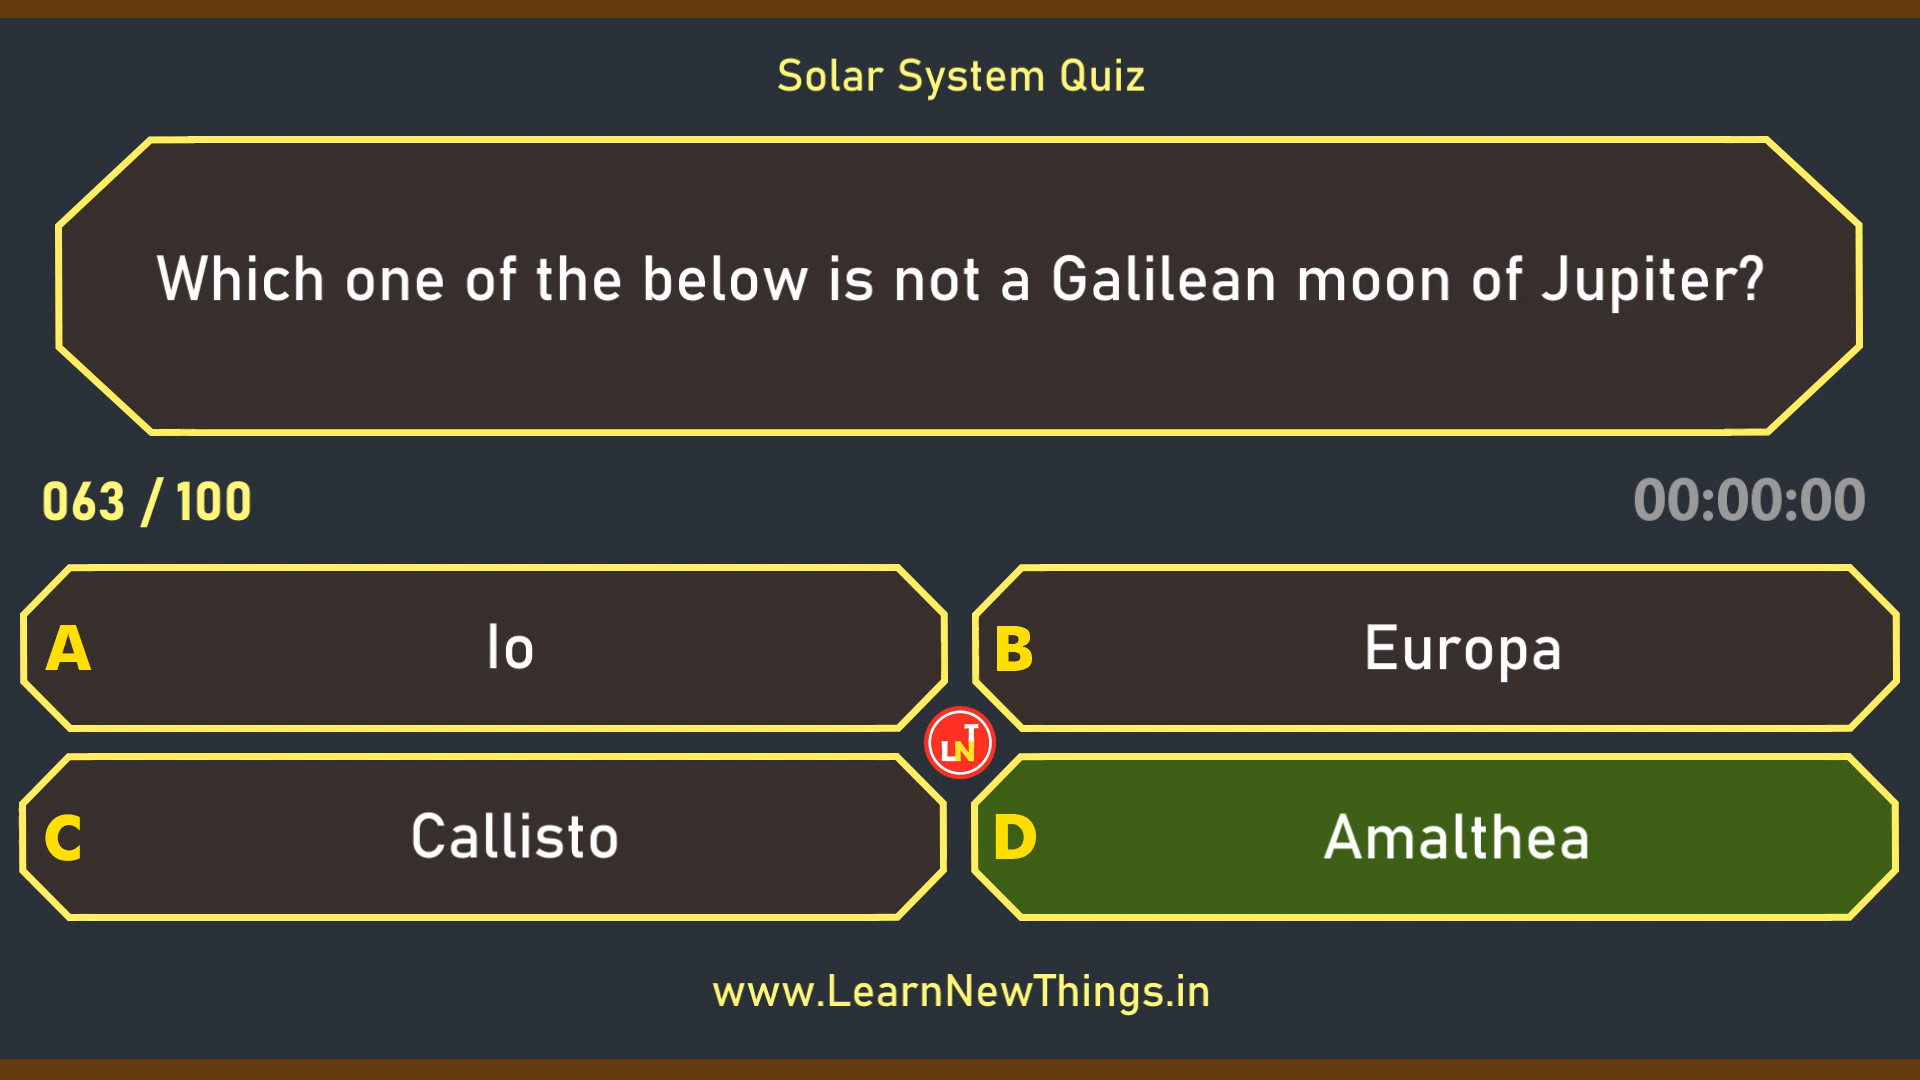 Solar System Quiz
Which one of the below is not a Galilean moon of Jupiter?
063 / 100
00:00:00
A Io
B Europa
LNT
C Callisto
D Amalthea
www.LearnNewThings.in